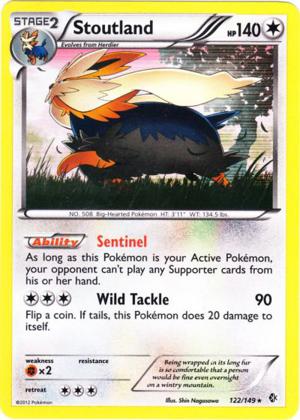 STAGE2 Stoutland HP140
Evolves from Herdier
NO. 508 Big-Hearted Pokémon HT: 3'11" WT: 134.5 lbs.
Ability Sentinel
As long as this Pokémon is your Active Pokémon,
your opponent can't play any Supporter cards from
his or her hand.
Wild Tackle 90
Flip a coin. If tails, this Pokémon does 20 damage to
itself.
weakness resistance
×2
retreat
Being wrapped in its long fur
is so comfortable that a person
would be fine even overnight
on a wintry mountain.
©2012 Pokémon Illus. Shin Nagasawa 122/149 ★